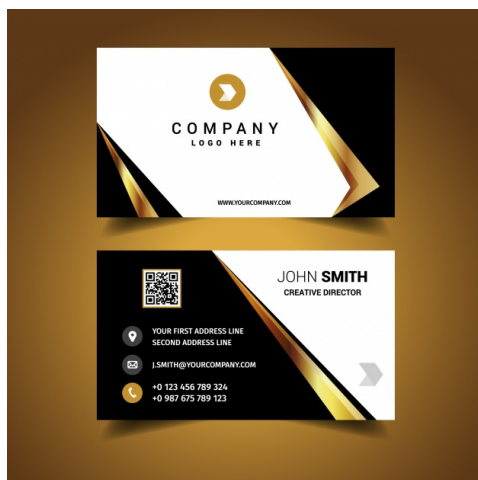 COMPANY
LOGO HERE
WWW.YOURCOMPANY.COM
JOHN SMITH
CREATIVE DIRECTOR
YOUR FIRST ADDRESS LINE
SECOND ADDRESS LINE
J.SMITH@YOURCOMPANY.COM
+0 123 456 789 324
+0 987 675 789 123